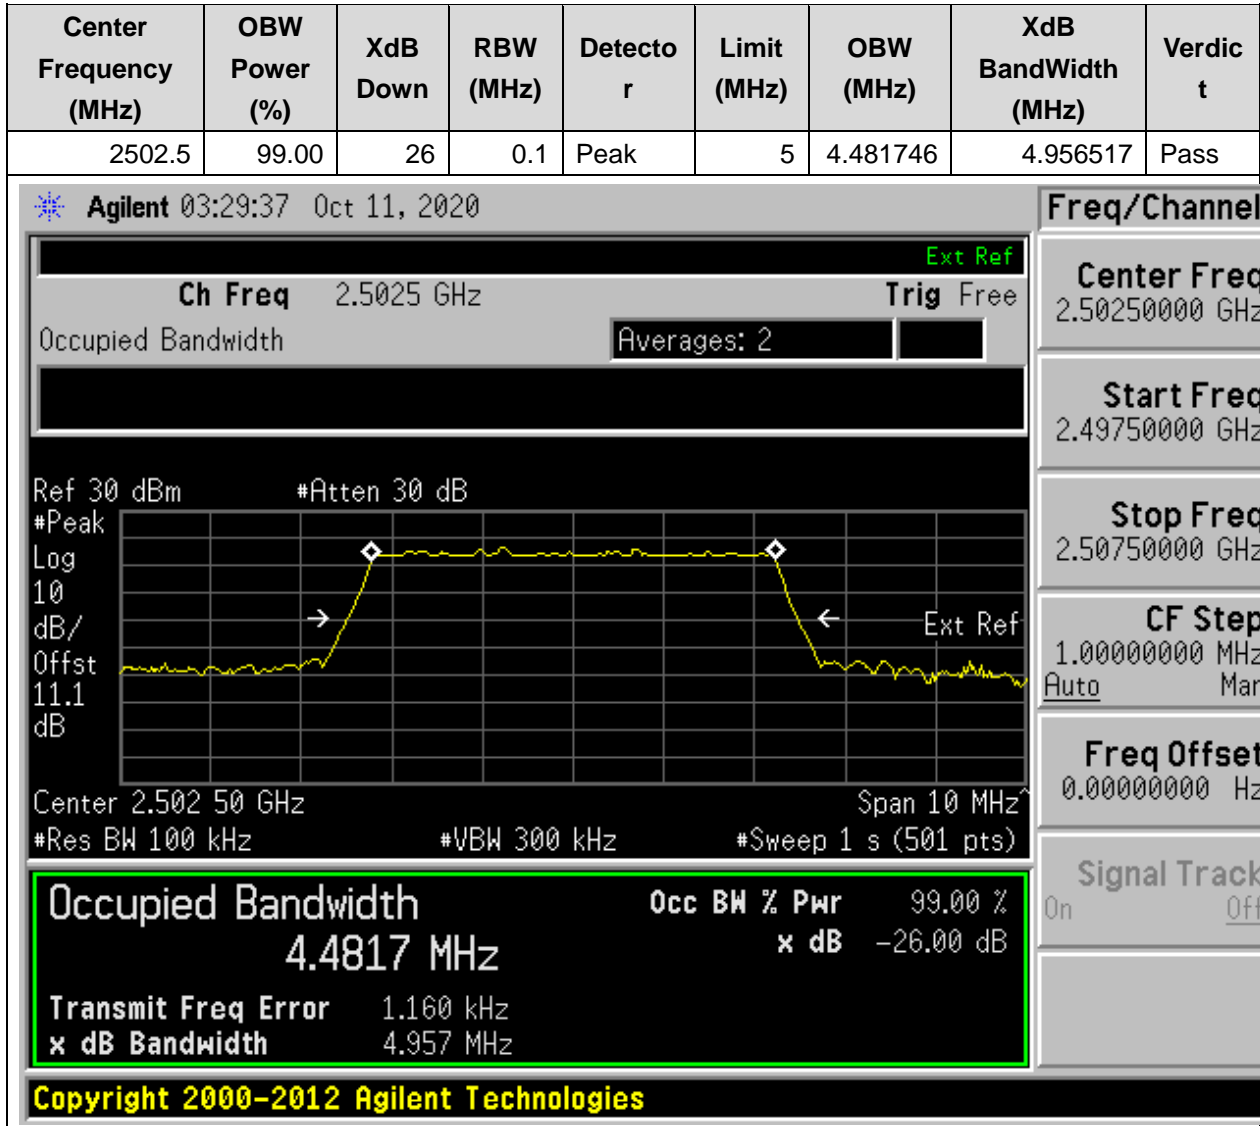 Center Frequency (MHz) OBW Power (%) XdB Down RBW (MHz) Detecto r Limit (MHz) OBW (MHz) XdB BandWidth (MHz) Verdic t
2502.5 99.00 26 0.1 Peak 5 4.481746 4.956517 Pass
Agilent 03:29:37 Oct 11, 2020
Freq/Channel
Ext Ref
Ch Freq 2.5025 GHz Trig Free
Occupied Bandwidth Averages: 2
Center Freq
2.50250000 GHz
Start Freq
2.49750000 GHz
Stop Freq
2.50750000 GHz
CF Step
1.00000000 MHz
Auto Man
Freq Offset
0.00000000 Hz
Signal Track
On Off
Ref 30 dBm #Atten 30 dB
#Peak
Log
10
dB/
Offst
11.1
dB
Ext Ref
Center 2.502 50 GHz Span 10 MHz^
#Res BW 100 kHz #VBW 300 kHz #Sweep 1 s (501 pts)
Occupied Bandwidth Occ BW % Pwr 99.00 %
4.4817 MHz x dB -26.00 dB
Transmit Freq Error 1.160 kHz
x dB Bandwidth 4.957 MHz
Copyright 2000-2012 Agilent Technologies